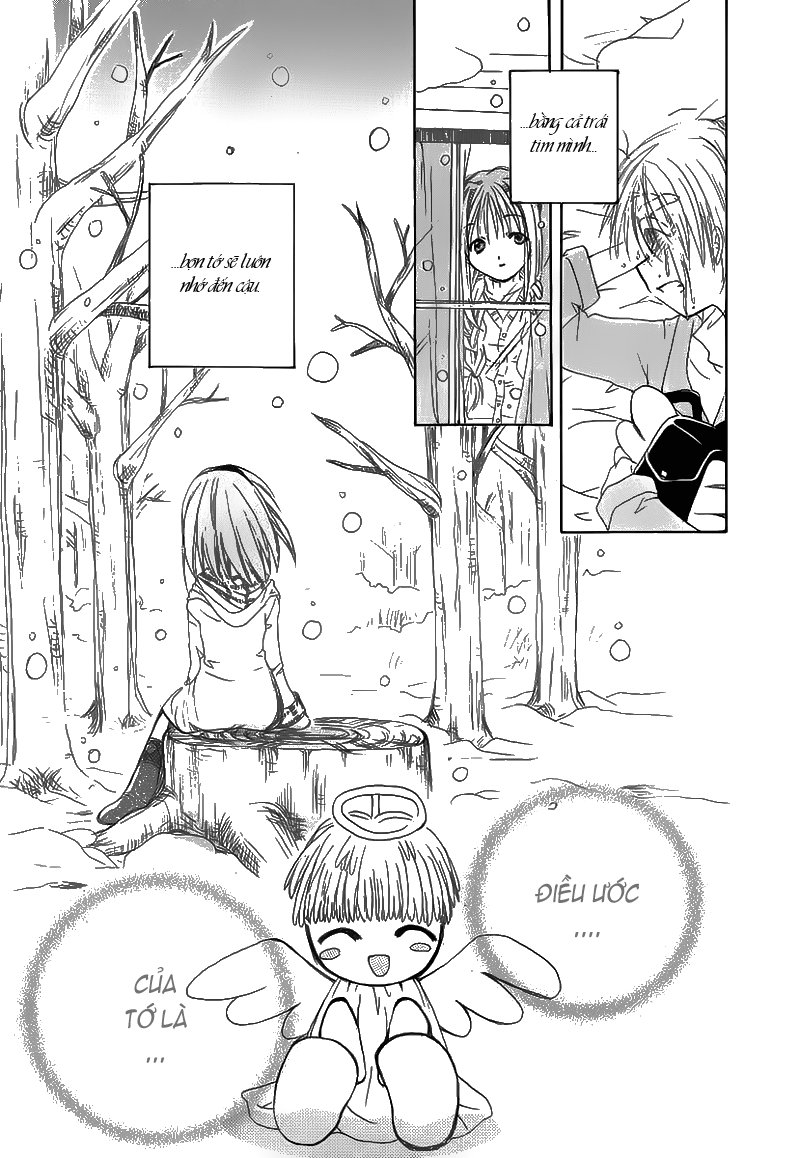 ...bằng cả trái
tim mình...
...bọn tớ sẽ luôn
nhớ đến cậu.
ĐIỀU ƯỚC
....
CỦA
TỚ LÀ
...